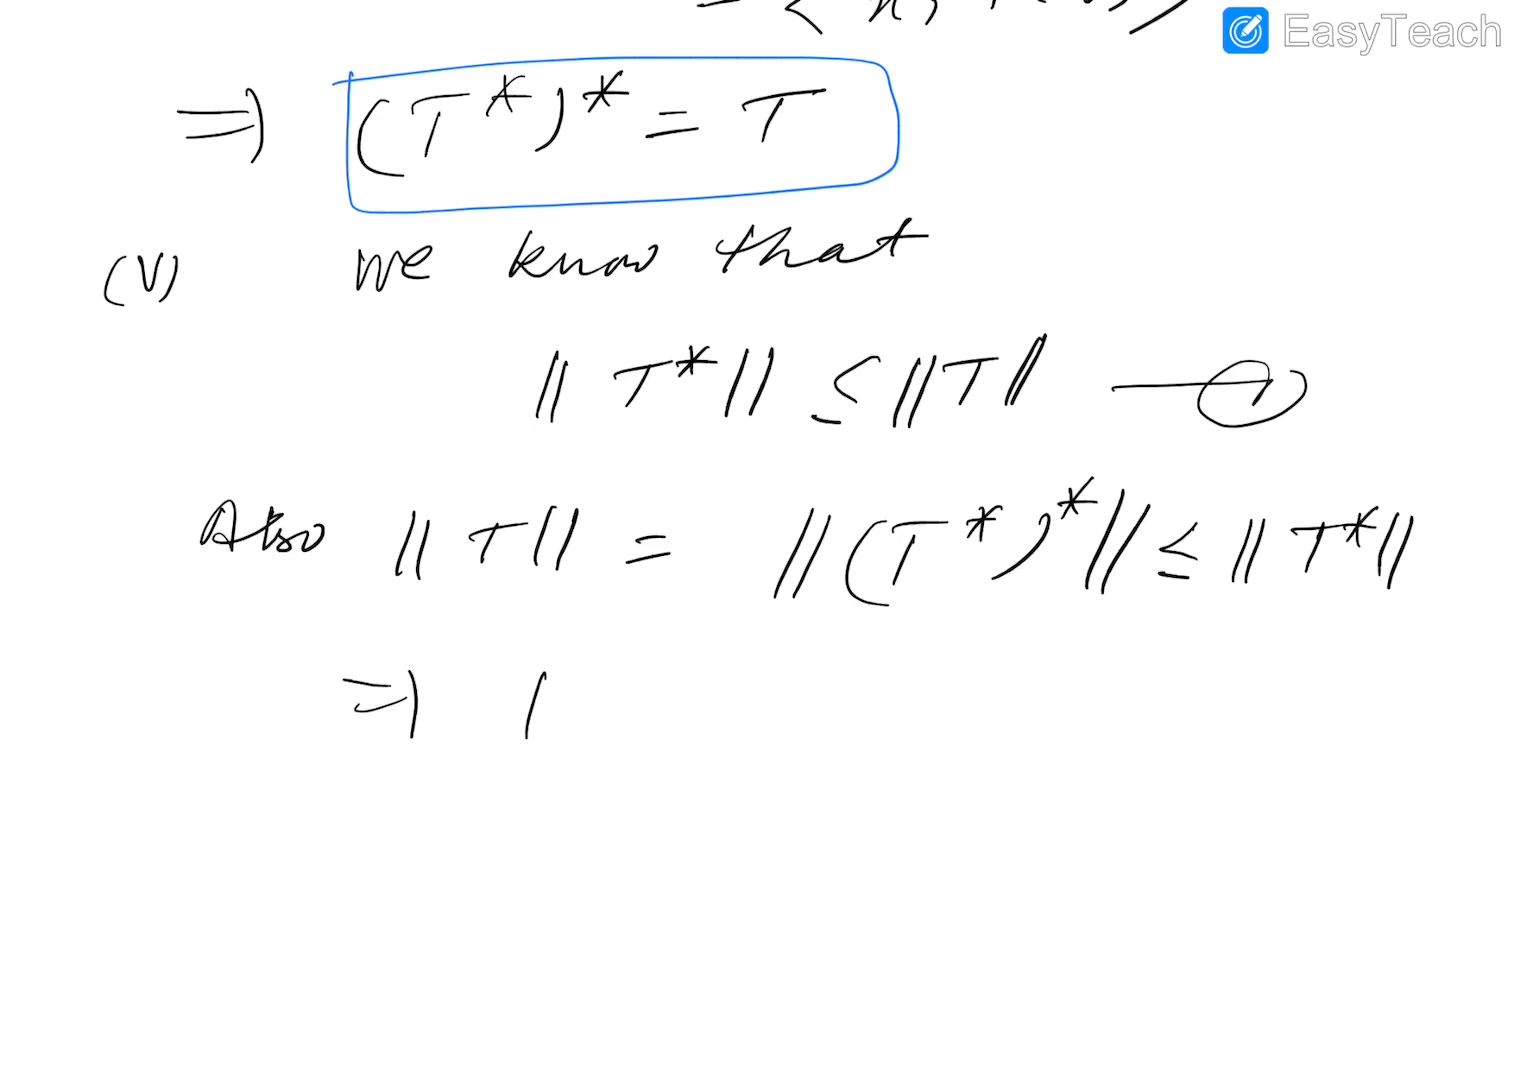 EasyTeach
⇒ (T*)* = T
(V) we know that
|| T* || ≤ || T || — ①
Also || T || = || (T*)* || ≤ || T* ||
⇒ |